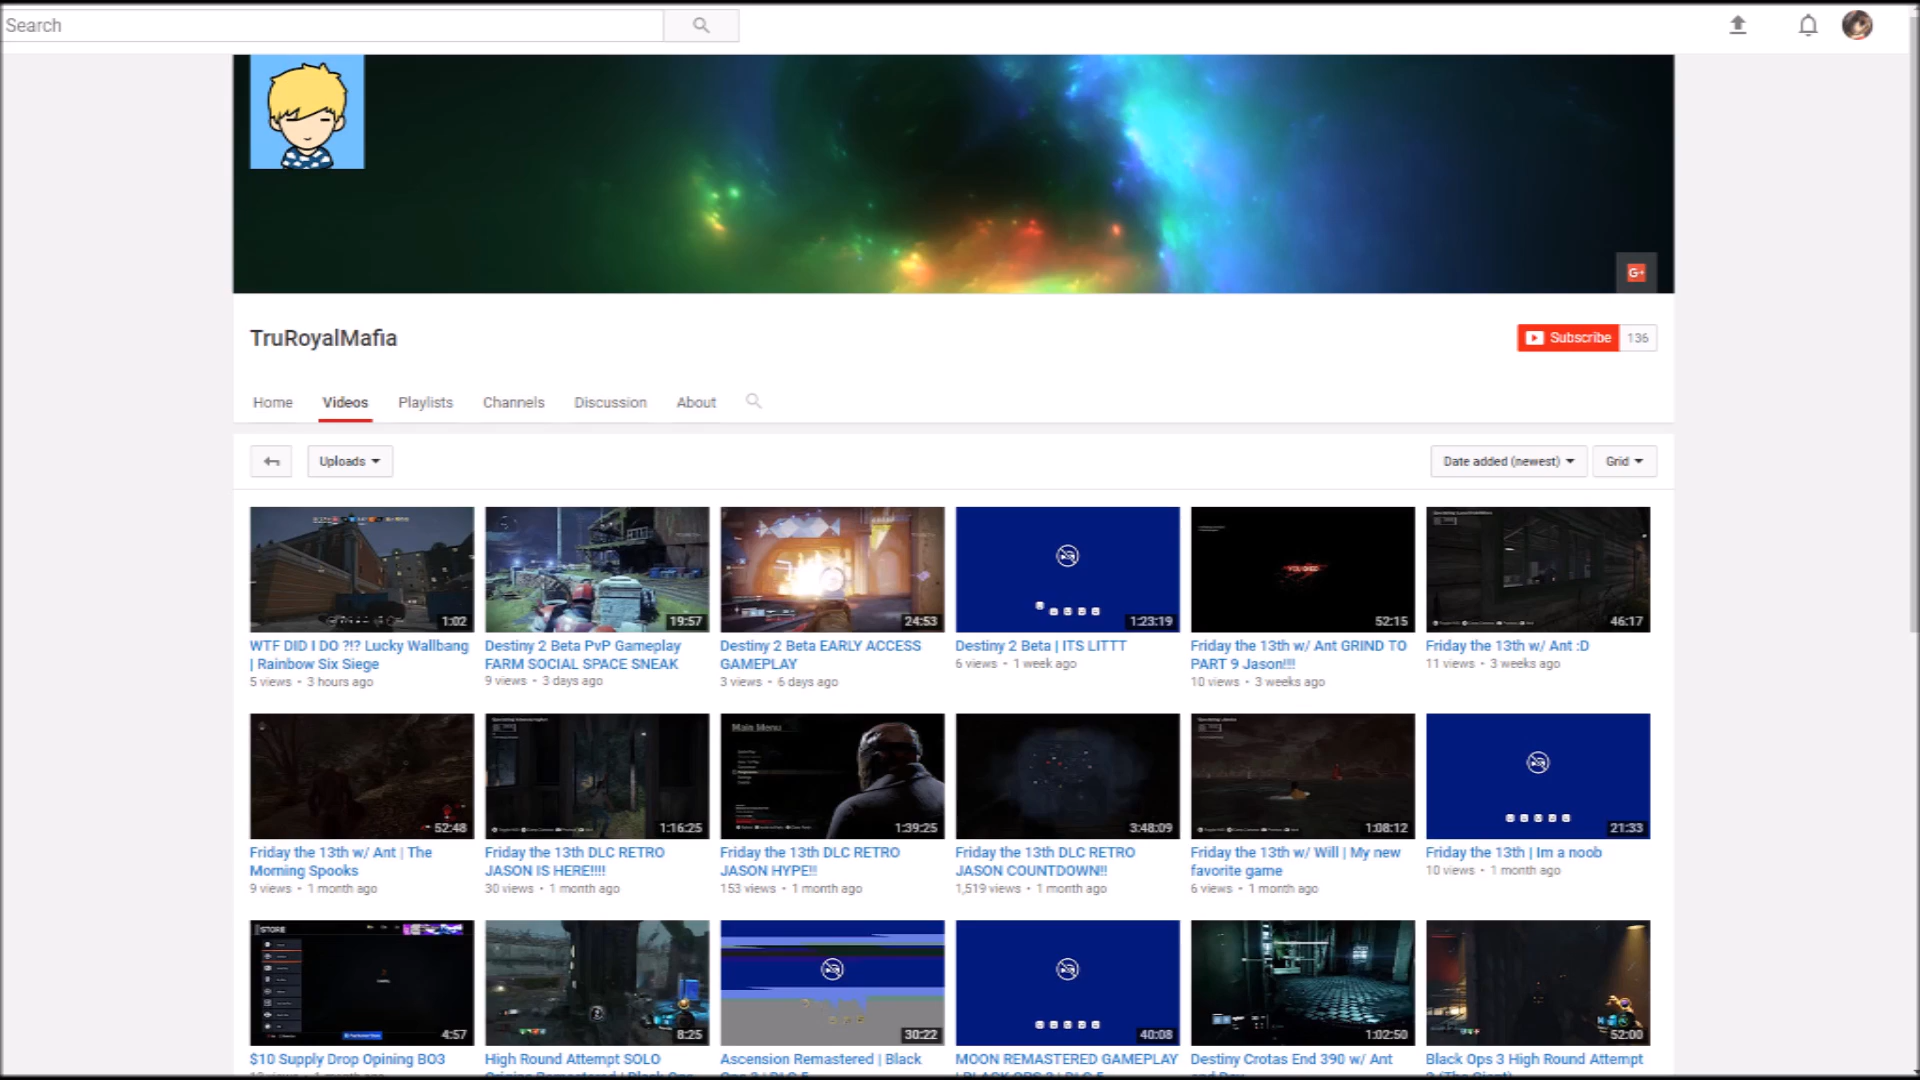 Search
G+
TruRoyalMafia
Subscribe 136
Home Videos Playlists Channels Discussion About
Uploads
Date added (newest) Grid
1:02
19:57
24:53
1:23:19
YOU DIED
52:15
46:17
WTF DID I DO ?!? Lucky Wallbang
| Rainbow Six Siege
5 views • 3 hours ago
Destiny 2 Beta PvP Gameplay
FARM SOCIAL SPACE SNEAK
9 views • 3 days ago
Destiny 2 Beta EARLY ACCESS
GAMEPLAY
3 views • 6 days ago
Destiny 2 Beta | ITS LITTT
6 views • 1 week ago
Friday the 13th w/ Ant GRIND TO
PART 9 Jason!!!
10 views • 3 weeks ago
Friday the 13th w/ Ant :D
11 views • 3 weeks ago
52:48
1:16:25
Main Menu
1:39:25
3:48:09
1:08:12
21:33
Friday the 13th w/ Ant | The
Morning Spooks
9 views • 1 month ago
Friday the 13th DLC RETRO
JASON IS HERE!!!!
30 views • 1 month ago
Friday the 13th DLC RETRO
JASON HYPE!!
153 views • 1 month ago
Friday the 13th DLC RETRO
JASON COUNTDOWN!!
1,519 views • 1 month ago
Friday the 13th w/ Will | My new
favorite game
6 views • 1 month ago
Friday the 13th | Im a noob
10 views • 1 month ago
STORE
4:57
8:25
30:22
40:08
1:02:50
52:00
$10 Supply Drop Opining BO3
High Round Attempt SOLO
Ascension Remastered | Black
MOON REMASTERED GAMEPLAY
Destiny Crotas End 390 w/ Ant
Black Ops 3 High Round Attempt